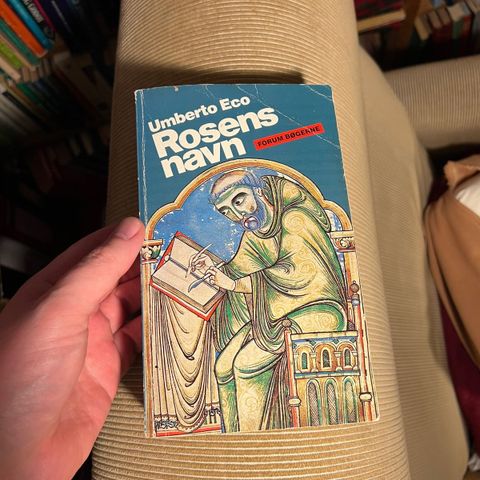 Umberto Eco
Rosens
navn
FORUM BØGERNE